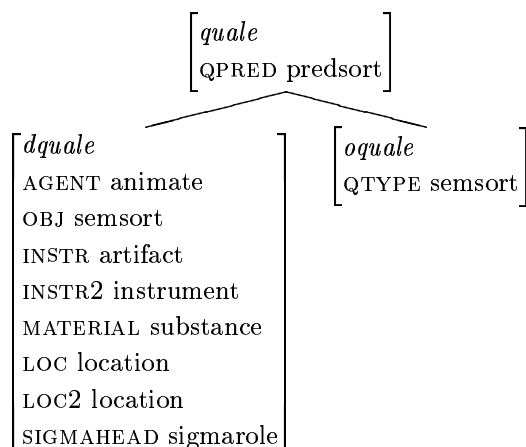 quale
QPRED predsort
dquale
AGENT animate
OBJ semsort
INSTR artifact
INSTR2 instrument
MATERIAL substance
LOC location
LOC2 location
SIGMAHEAD sigmarole
oquale
QTYPE semsort